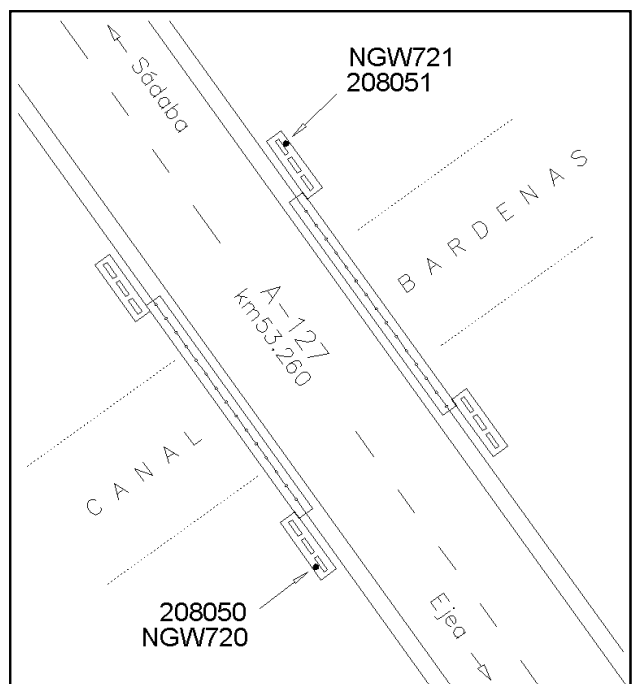 NGW721
208051
Sádaba
BARDENAS
A-127
km53.260
CANAL
208050
NGW720
Ejea